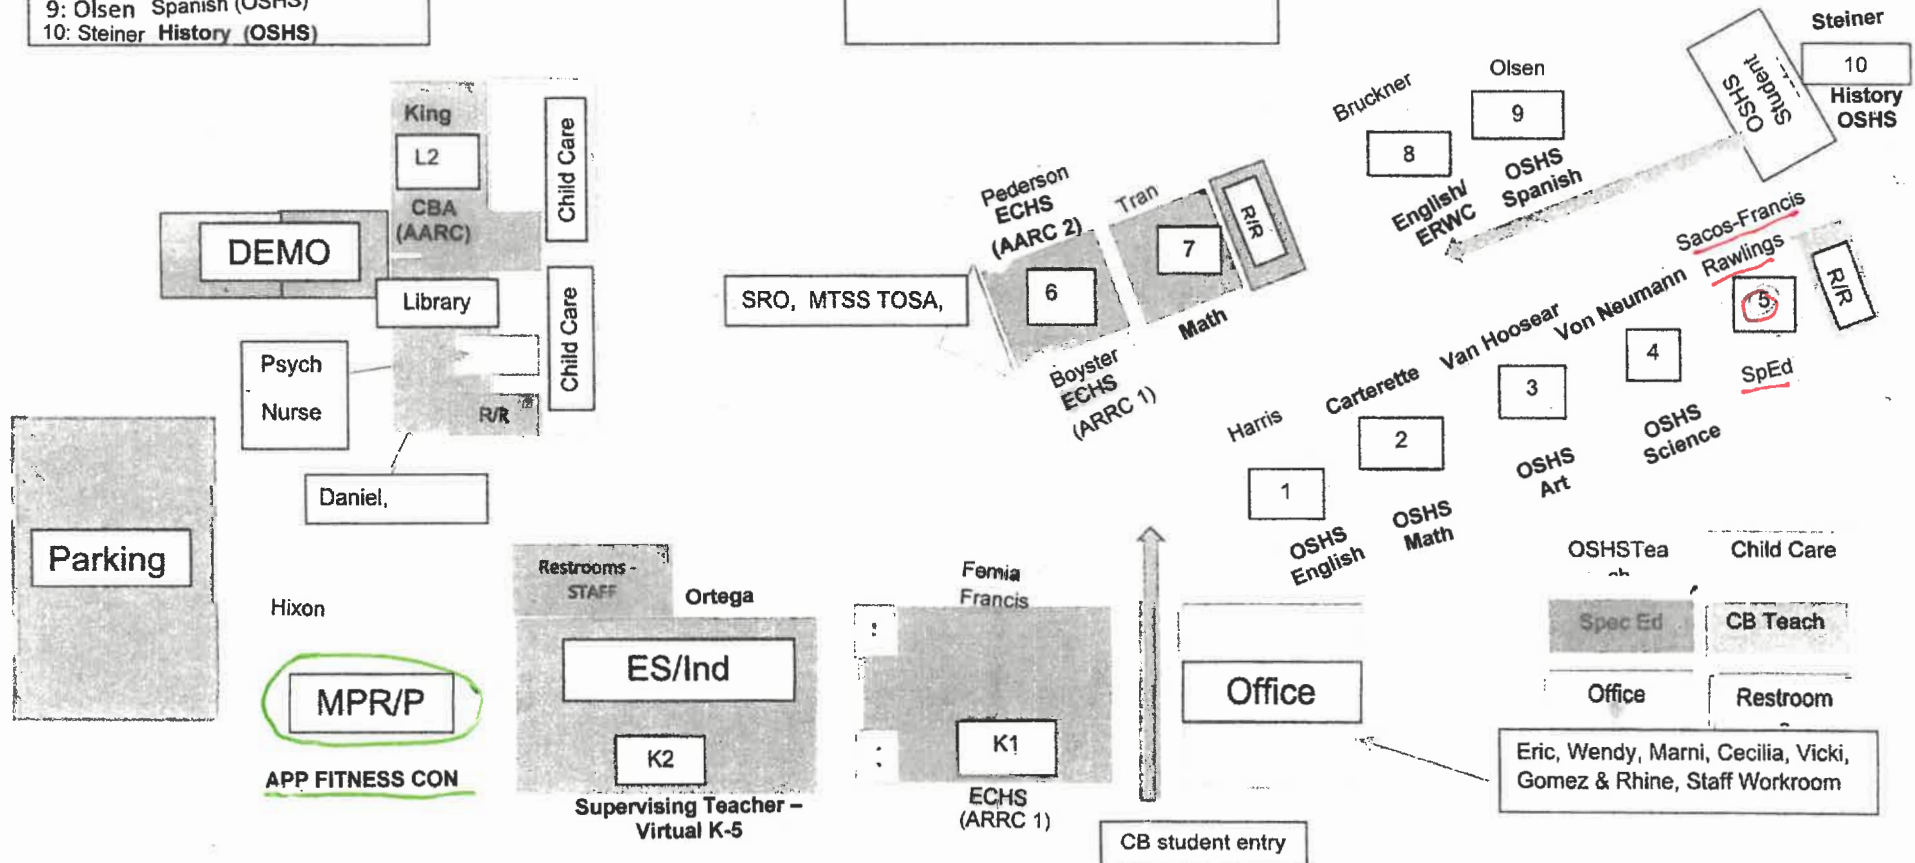 9: Olsen Spanish (OSHS)
10: Steiner History (OSHS)
Steiner
10
History
OSHS
OSHS
Student
Olsen
9
OSHS
Spanish
Bruckner
8
English/
ERWC
King
L2
CBA
(AARC)
Child Care
DEMO
Library
Child Care
Psych
Nurse
R/R
Daniel,
Parking
Pederson
ECHS
(AARC 2)
Tran
R/R
7
6
SRO, MTSS TOSA,
Math
Boyster
ECHS
(ARRC 1)
Sacos-Francis
Rawlings
5
SpEd
R/R
Von Neumann
4
OSHS
Science
Van Hoosear
3
OSHS
Art
Carterette
2
OSHS
Math
Harris
1
OSHS
English
Hixon
MPR/P
APP FITNESS CON
Restrooms -
STAFF
Ortega
ES/Ind
K2
Supervising Teacher –
Virtual K-5
Femia
Francis
:
:
K1
ECHS
(ARRC 1)
CB student entry
Office
OSHSTea
Child Care
Spec Ed
CB Teach
Office
Restroom
Eric, Wendy, Marni, Cecilia, Vicki,
Gomez & Rhine, Staff Workroom